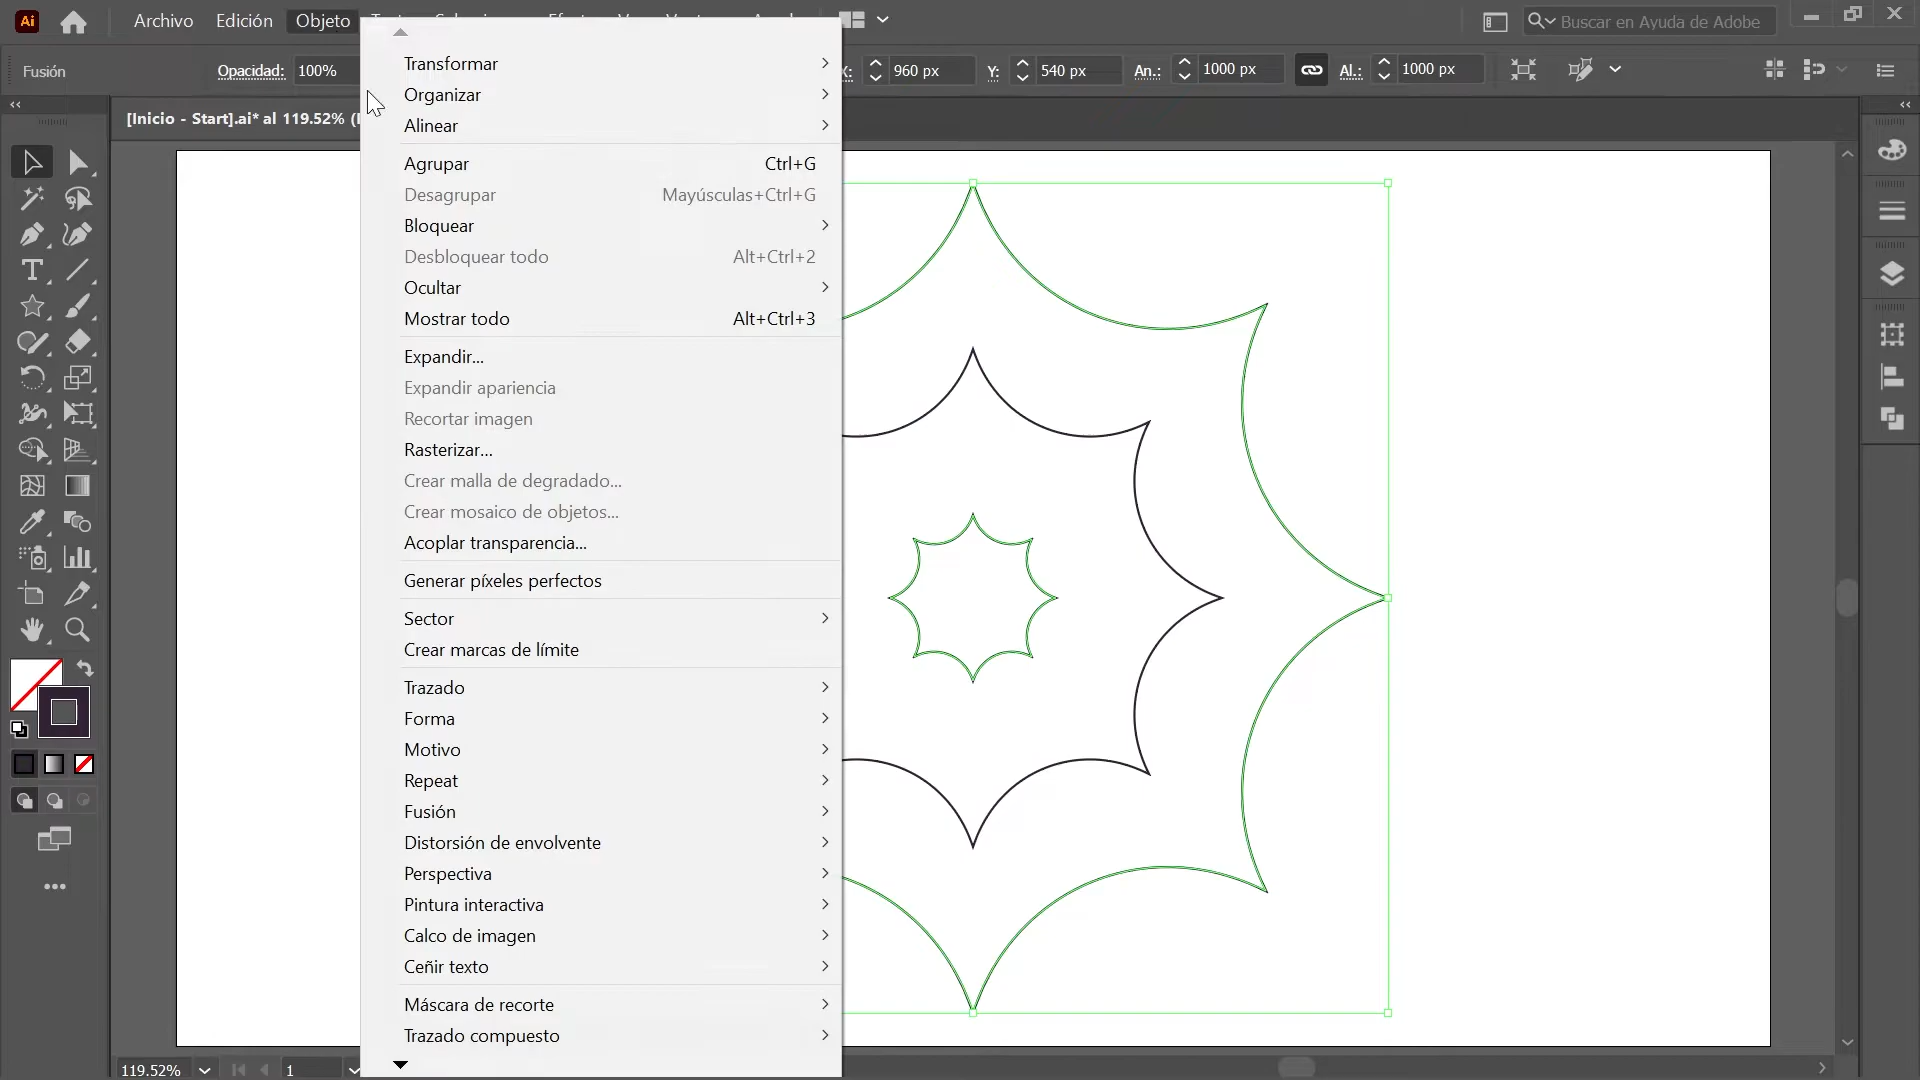 Ai
Archivo
Edición
Objeto
Buscar en Ayuda de Adobe
Fusión
Opacidad:
100%
X:
960 px
Y:
540 px
An.:
1000 px
Al.:
1000 px
[Inicio - Start].ai* al 119.52% (
Transformar
Organizar
Alinear
Agrupar Ctrl+G
Desagrupar Mayúsculas+Ctrl+G
Bloquear
Desbloquear todo Alt+Ctrl+2
Ocultar
Mostrar todo Alt+Ctrl+3
Expandir...
Expandir apariencia
Recortar imagen
Rasterizar...
Crear malla de degradado...
Crear mosaico de objetos...
Acoplar transparencia...
Generar píxeles perfectos
Sector
Crear marcas de límite
Trazado
Forma
Motivo
Repeat
Fusión
Distorsión de envolvente
Perspectiva
Pintura interactiva
Calco de imagen
Ceñir texto
Máscara de recorte
Trazado compuesto
119.52%
1